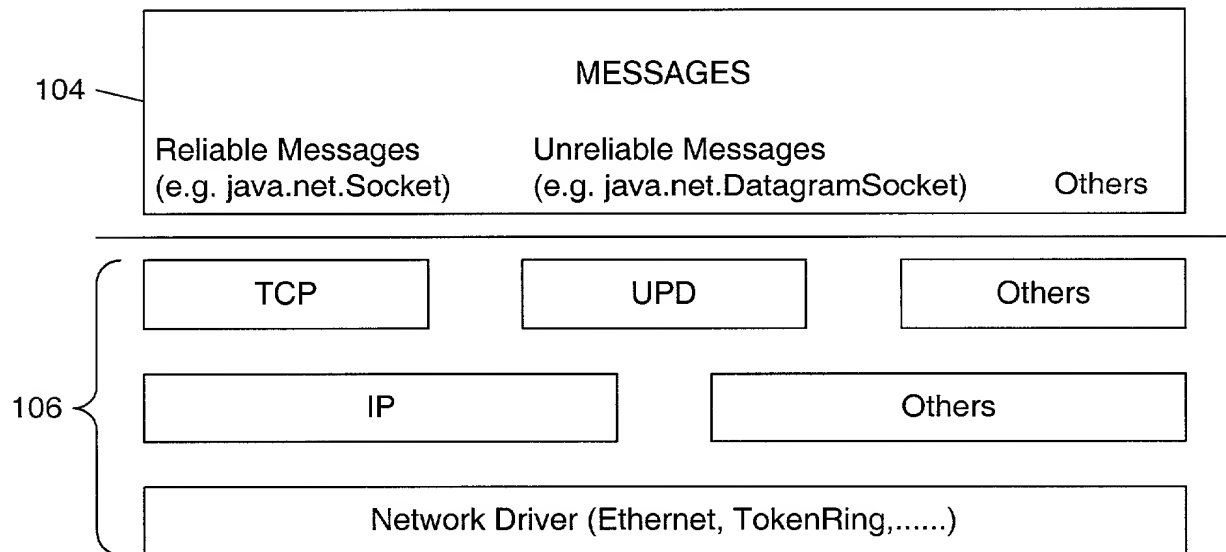 MESSAGES
104
Reliable Messages
(e.g. java.net.Socket)
Unreliable Messages
(e.g. java.net.DatagramSocket)
Others
TCP
UPD
Others
106
IP
Others
Network Driver (Ethernet, TokenRing,......)